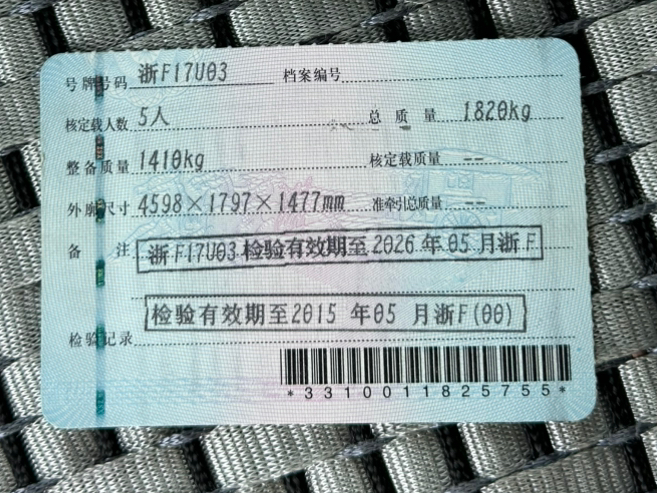 号牌号码 浙F17U03 档案编号
核定载人数 5人 总质量 1820kg
整备质量 1410kg 核定载质量 --
外廓尺寸 4598×1797×1477mm 准牵引总质量 --
备注 浙F17U03 检验有效期至2026年05月浙F
检验有效期至2015年05月浙F(00)
检验记录
*3310011825755*